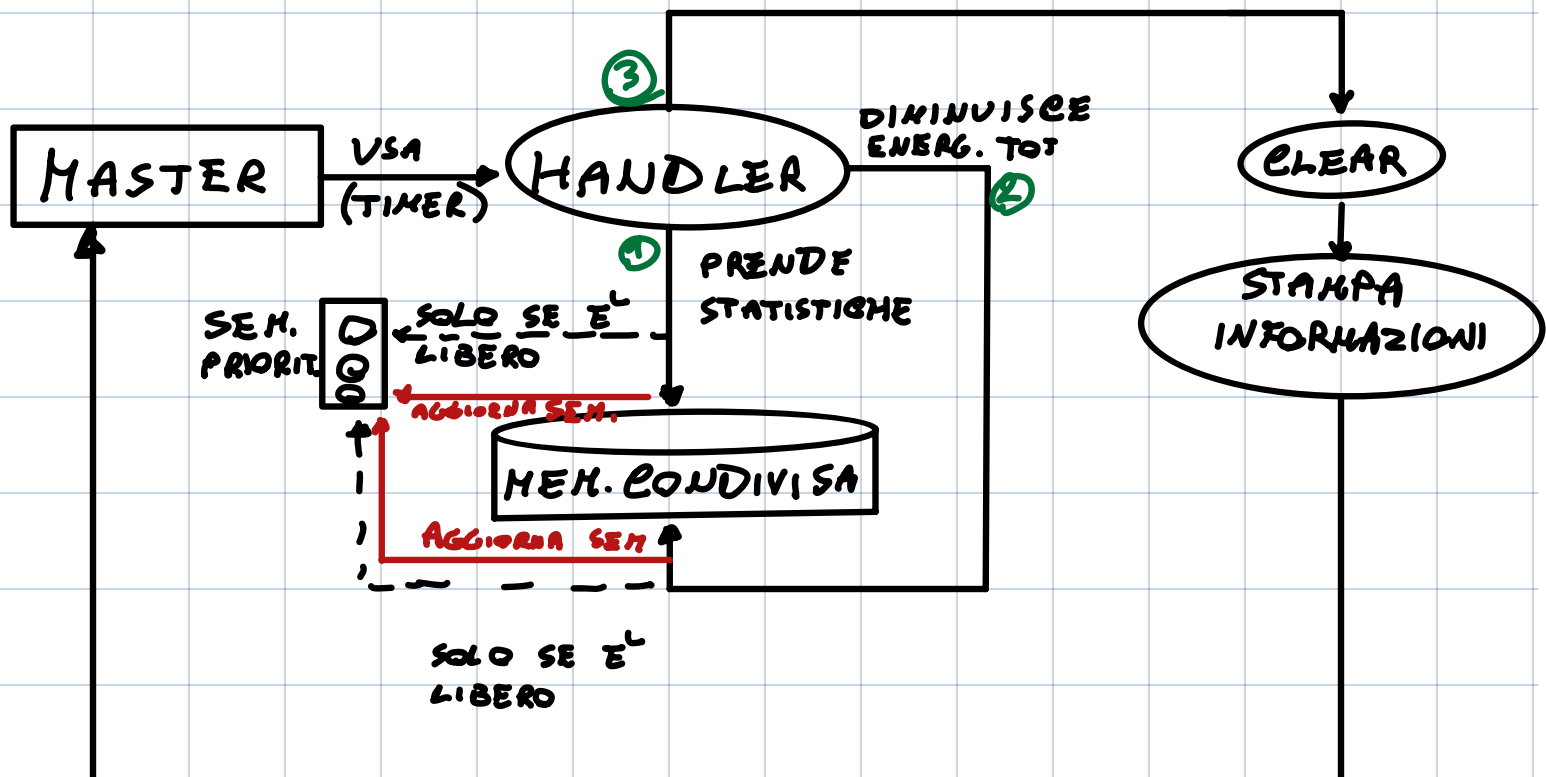 3
DIMINUISCE
ENERG. TOT
2
MASTER
USA
(TIMER)
HANDLER
CLEAR
1
PRENDE
STATISTICHE
STAMPA
INFORMAZIONI
SEM.
PRIORIT.
SOLO SE E'
LIBERO
AGGIORNA SEM.
MEM. CONDIVISA
AGGIORNA SEM
SOLO SE E'
LIBERO